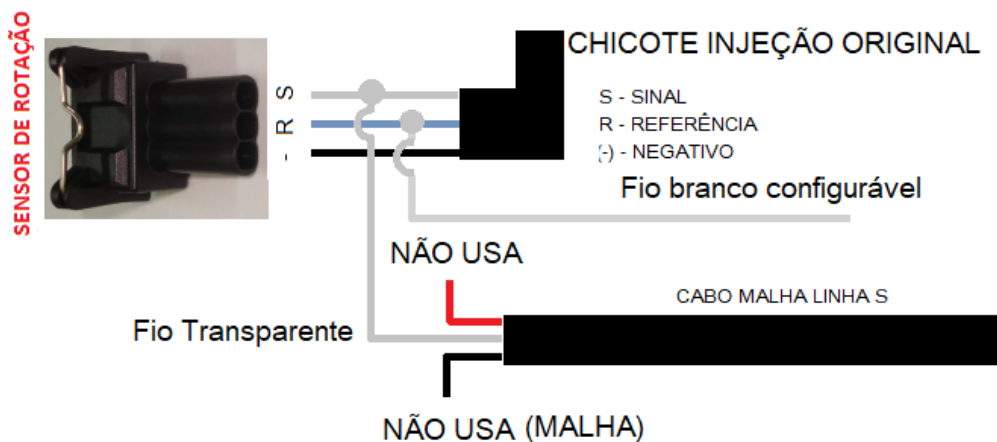 SENSOR DE ROTAÇÃO
S
R
-
CHICOTE INJEÇÃO ORIGINAL
S - SINAL
R - REFERÊNCIA
(-) - NEGATIVO
Fio branco configurável
NÃO USA
CABO MALHA LINHA S
Fio Transparente
NÃO USA (MALHA)